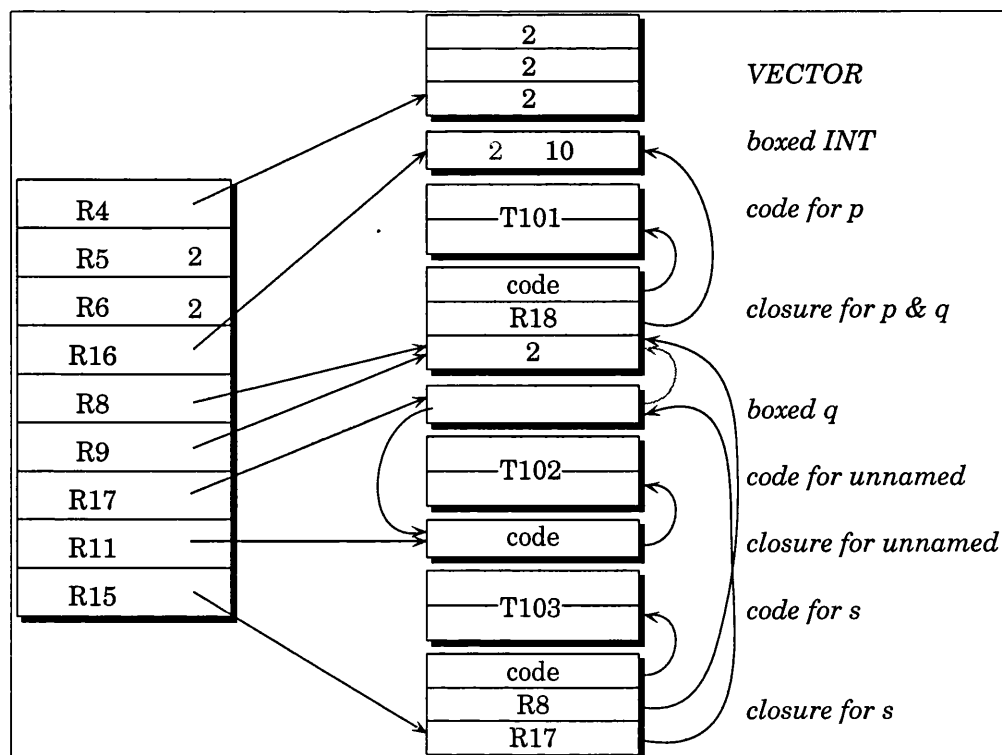 2
2
2
VECTOR
2 10
boxed INT
R4
T101
code for p
R5 2
code
R6 2
R18
closure for p & q
R16
2
R8
boxed q
R9
T102
code for unnamed
R17
R11
code
closure for unnamed
R15
T103
code for s
code
R8
closure for s
R17